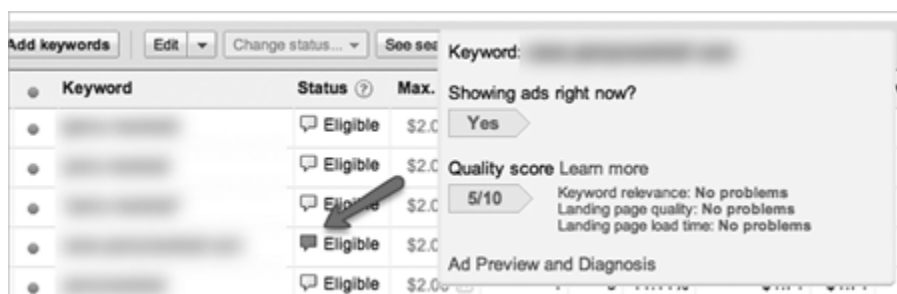 Add keywords Edit Change status... See sea
Keyword Status ? Max.
Eligible $2.0
Eligible $2.0
Eligible $2.0
Eligible $2.0
Eligible $2.00
Keyword:
Showing ads right now?
Yes
Quality score Learn more
5/10
Keyword relevance: No problems
Landing page quality: No problems
Landing page load time: No problems
Ad Preview and Diagnosis